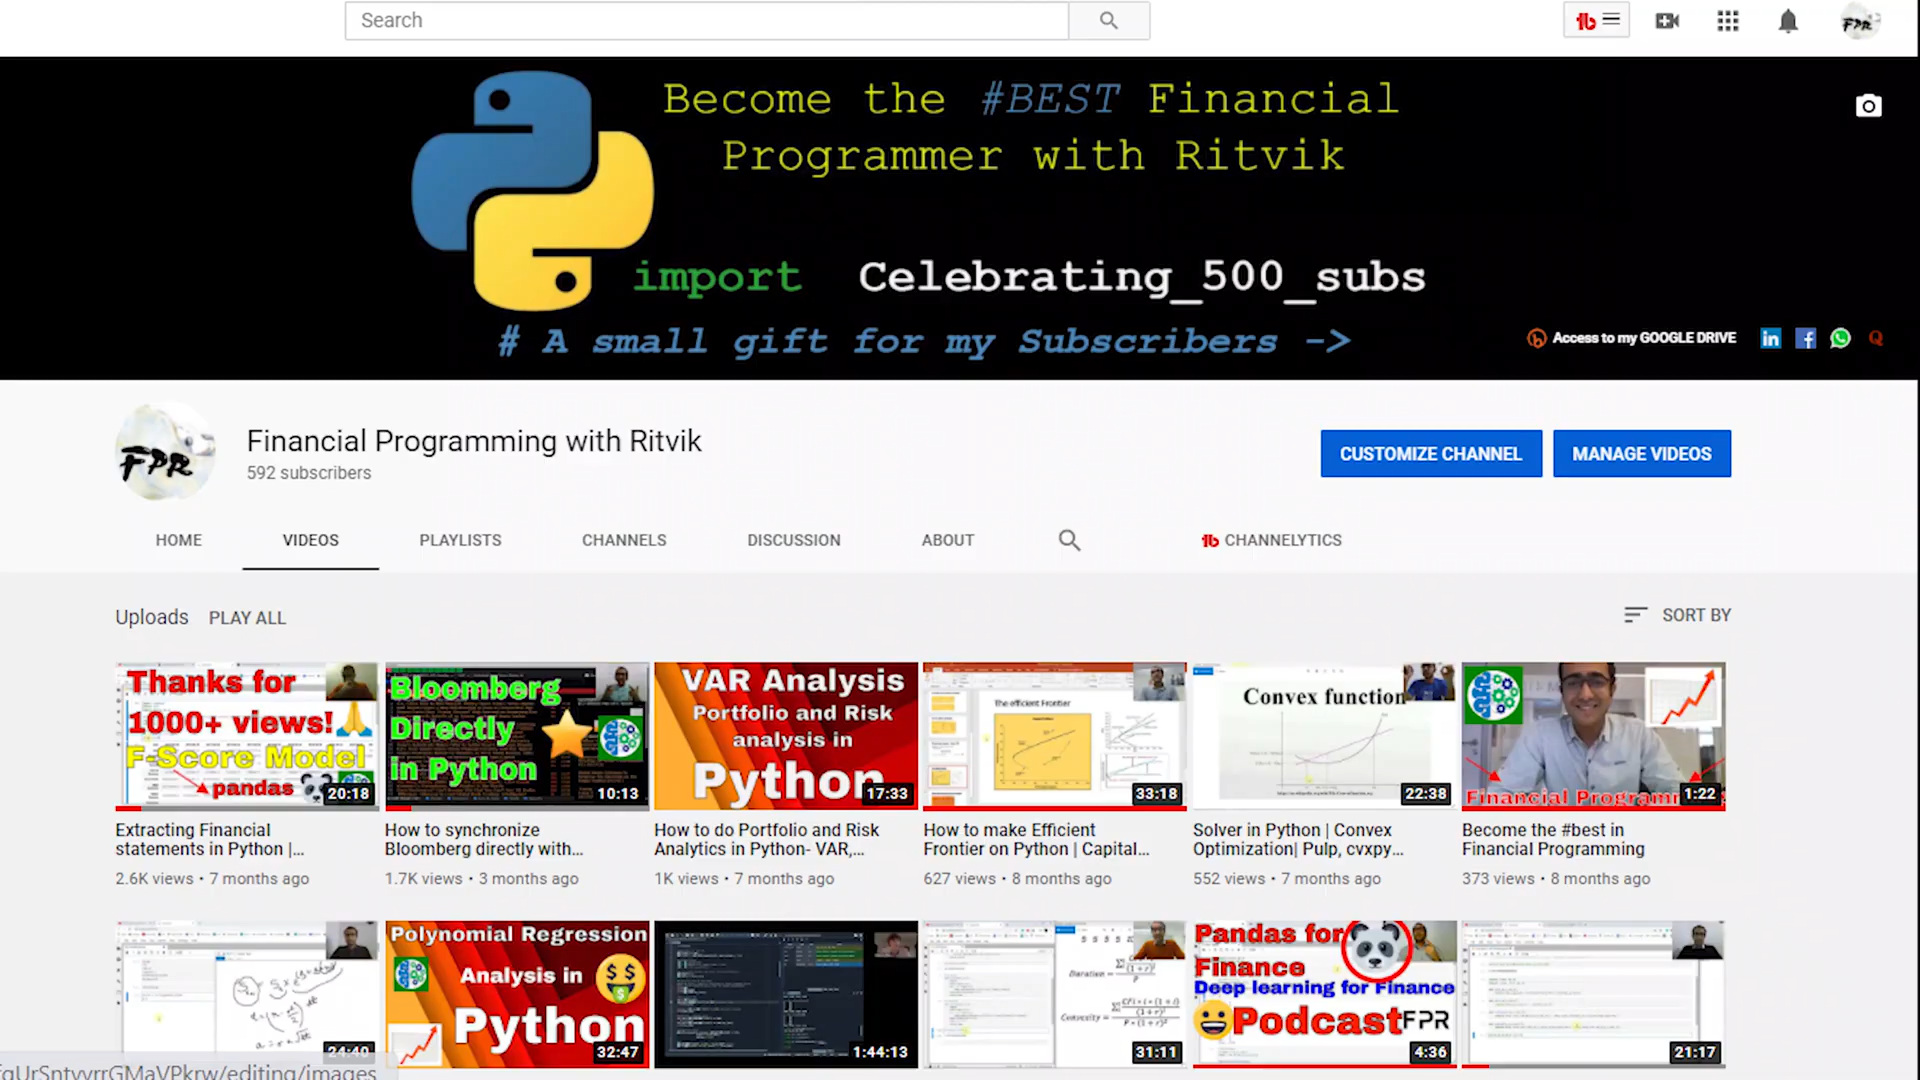 Search
Become the #BEST Financial
Programmer with Ritvik
import Celebrating_500_subs
# A small gift for my Subscribers ->
Access to my GOOGLE DRIVE
FPR
Financial Programming with Ritvik
592 subscribers
CUSTOMIZE CHANNEL
MANAGE VIDEOS
HOME
VIDEOS
PLAYLISTS
CHANNELS
DISCUSSION
ABOUT
CHANNELYTICS
Uploads
PLAY ALL
SORT BY
Thanks for
1000+ views!
F-Score Model
pandas
20:18
Extracting Financial
statements in Python |...
2.6K views • 7 months ago
Bloomberg
Directly
in Python
10:13
How to synchronize
Bloomberg directly with...
1.7K views • 3 months ago
VAR Analysis
Portfolio and Risk
analysis in
Python
17:33
How to do Portfolio and Risk
Analytics in Python- VAR,...
1K views • 7 months ago
The efficient Frontier
33:18
How to make Efficient
Frontier on Python | Capital...
627 views • 8 months ago
Convex function
22:38
Solver in Python | Convex
Optimization| Pulp, cvxpy...
552 views • 7 months ago
1:22
Become the #best in
Financial Programming
373 views • 8 months ago
24:40
Polynomial Regression
Analysis in
Python
32:47
1:44:13
Duration =
Convexity =
31:11
Pandas for
Finance
Deep learning for Finance
Podcast FPR
4:36
21:17